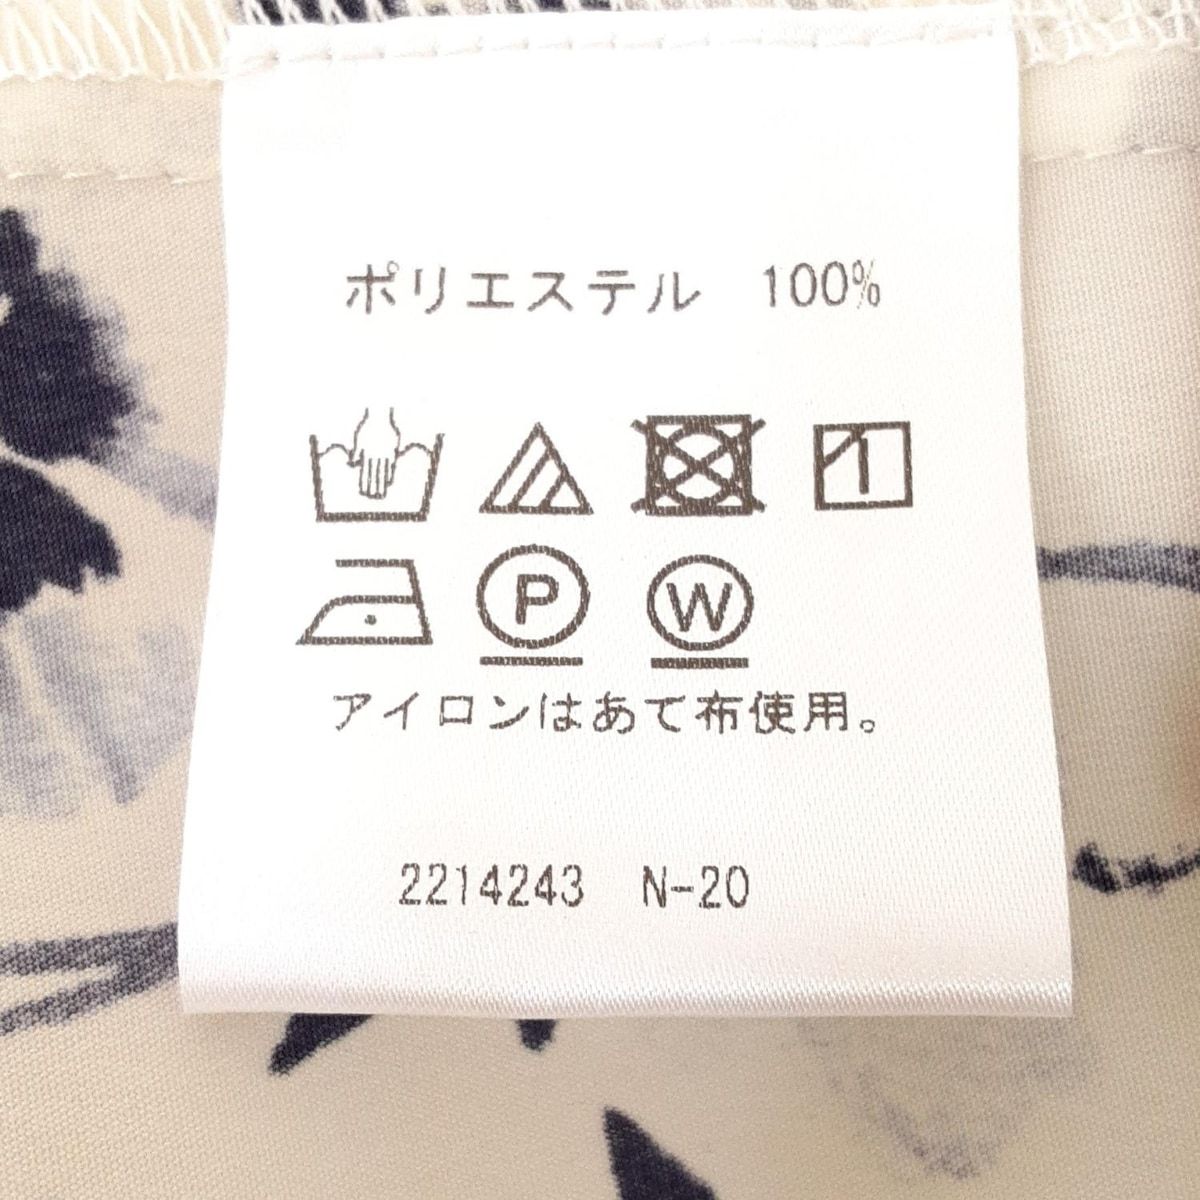 ポリエステル 100%
P W
アイロンはあて布使用。
2214243 N-20